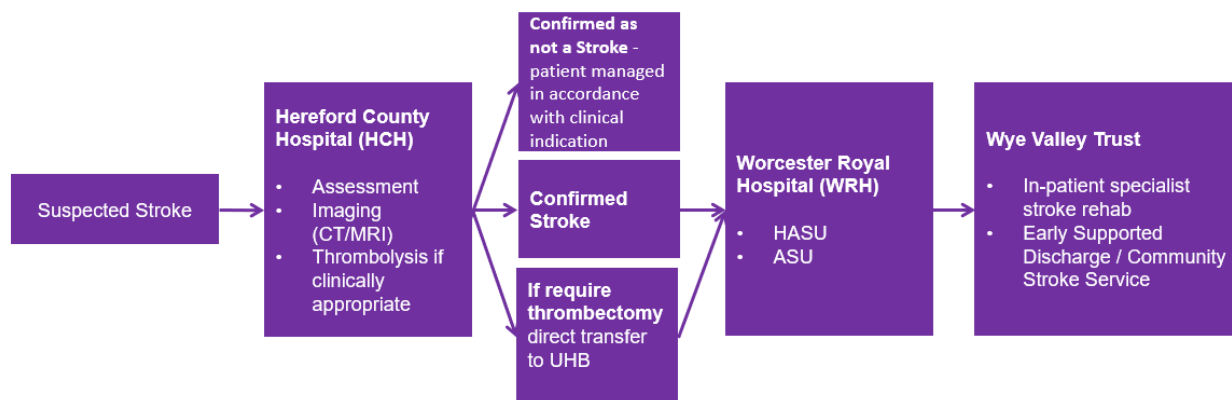 Suspected Stroke
Hereford County
Hospital (HCH)
• Assessment
• Imaging
(CT/MRI)
• Thrombolysis if
clinically
appropriate
Confirmed as
not a Stroke -
patient managed
in accordance
with clinical
indication
Confirmed
Stroke
If require
thrombectomy
direct transfer
to UHB
Worcester Royal
Hospital (WRH)
• HASU
• ASU
Wye Valley Trust
• In-patient specialist
stroke rehab
• Early Supported
Discharge / Community
Stroke Service